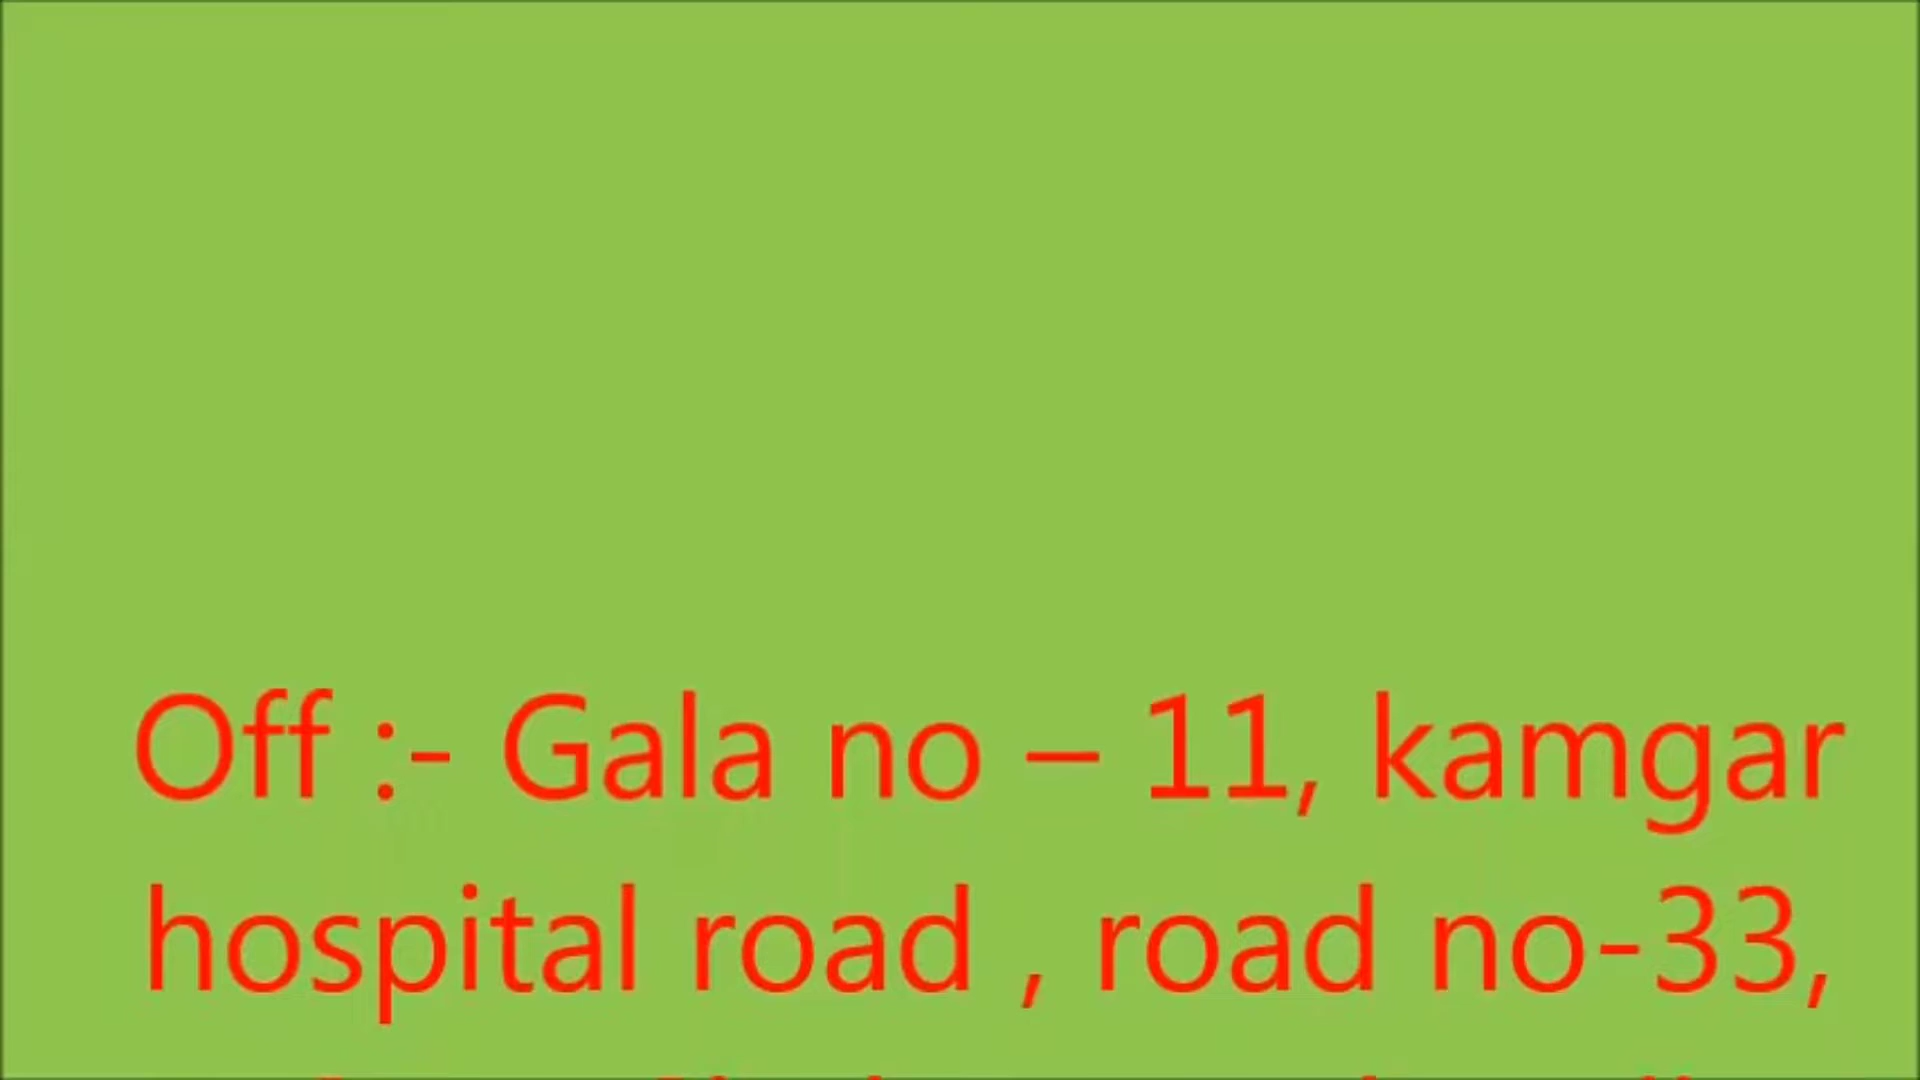 Off :- Gala no – 11, kamgar
hospital road , road no-33,